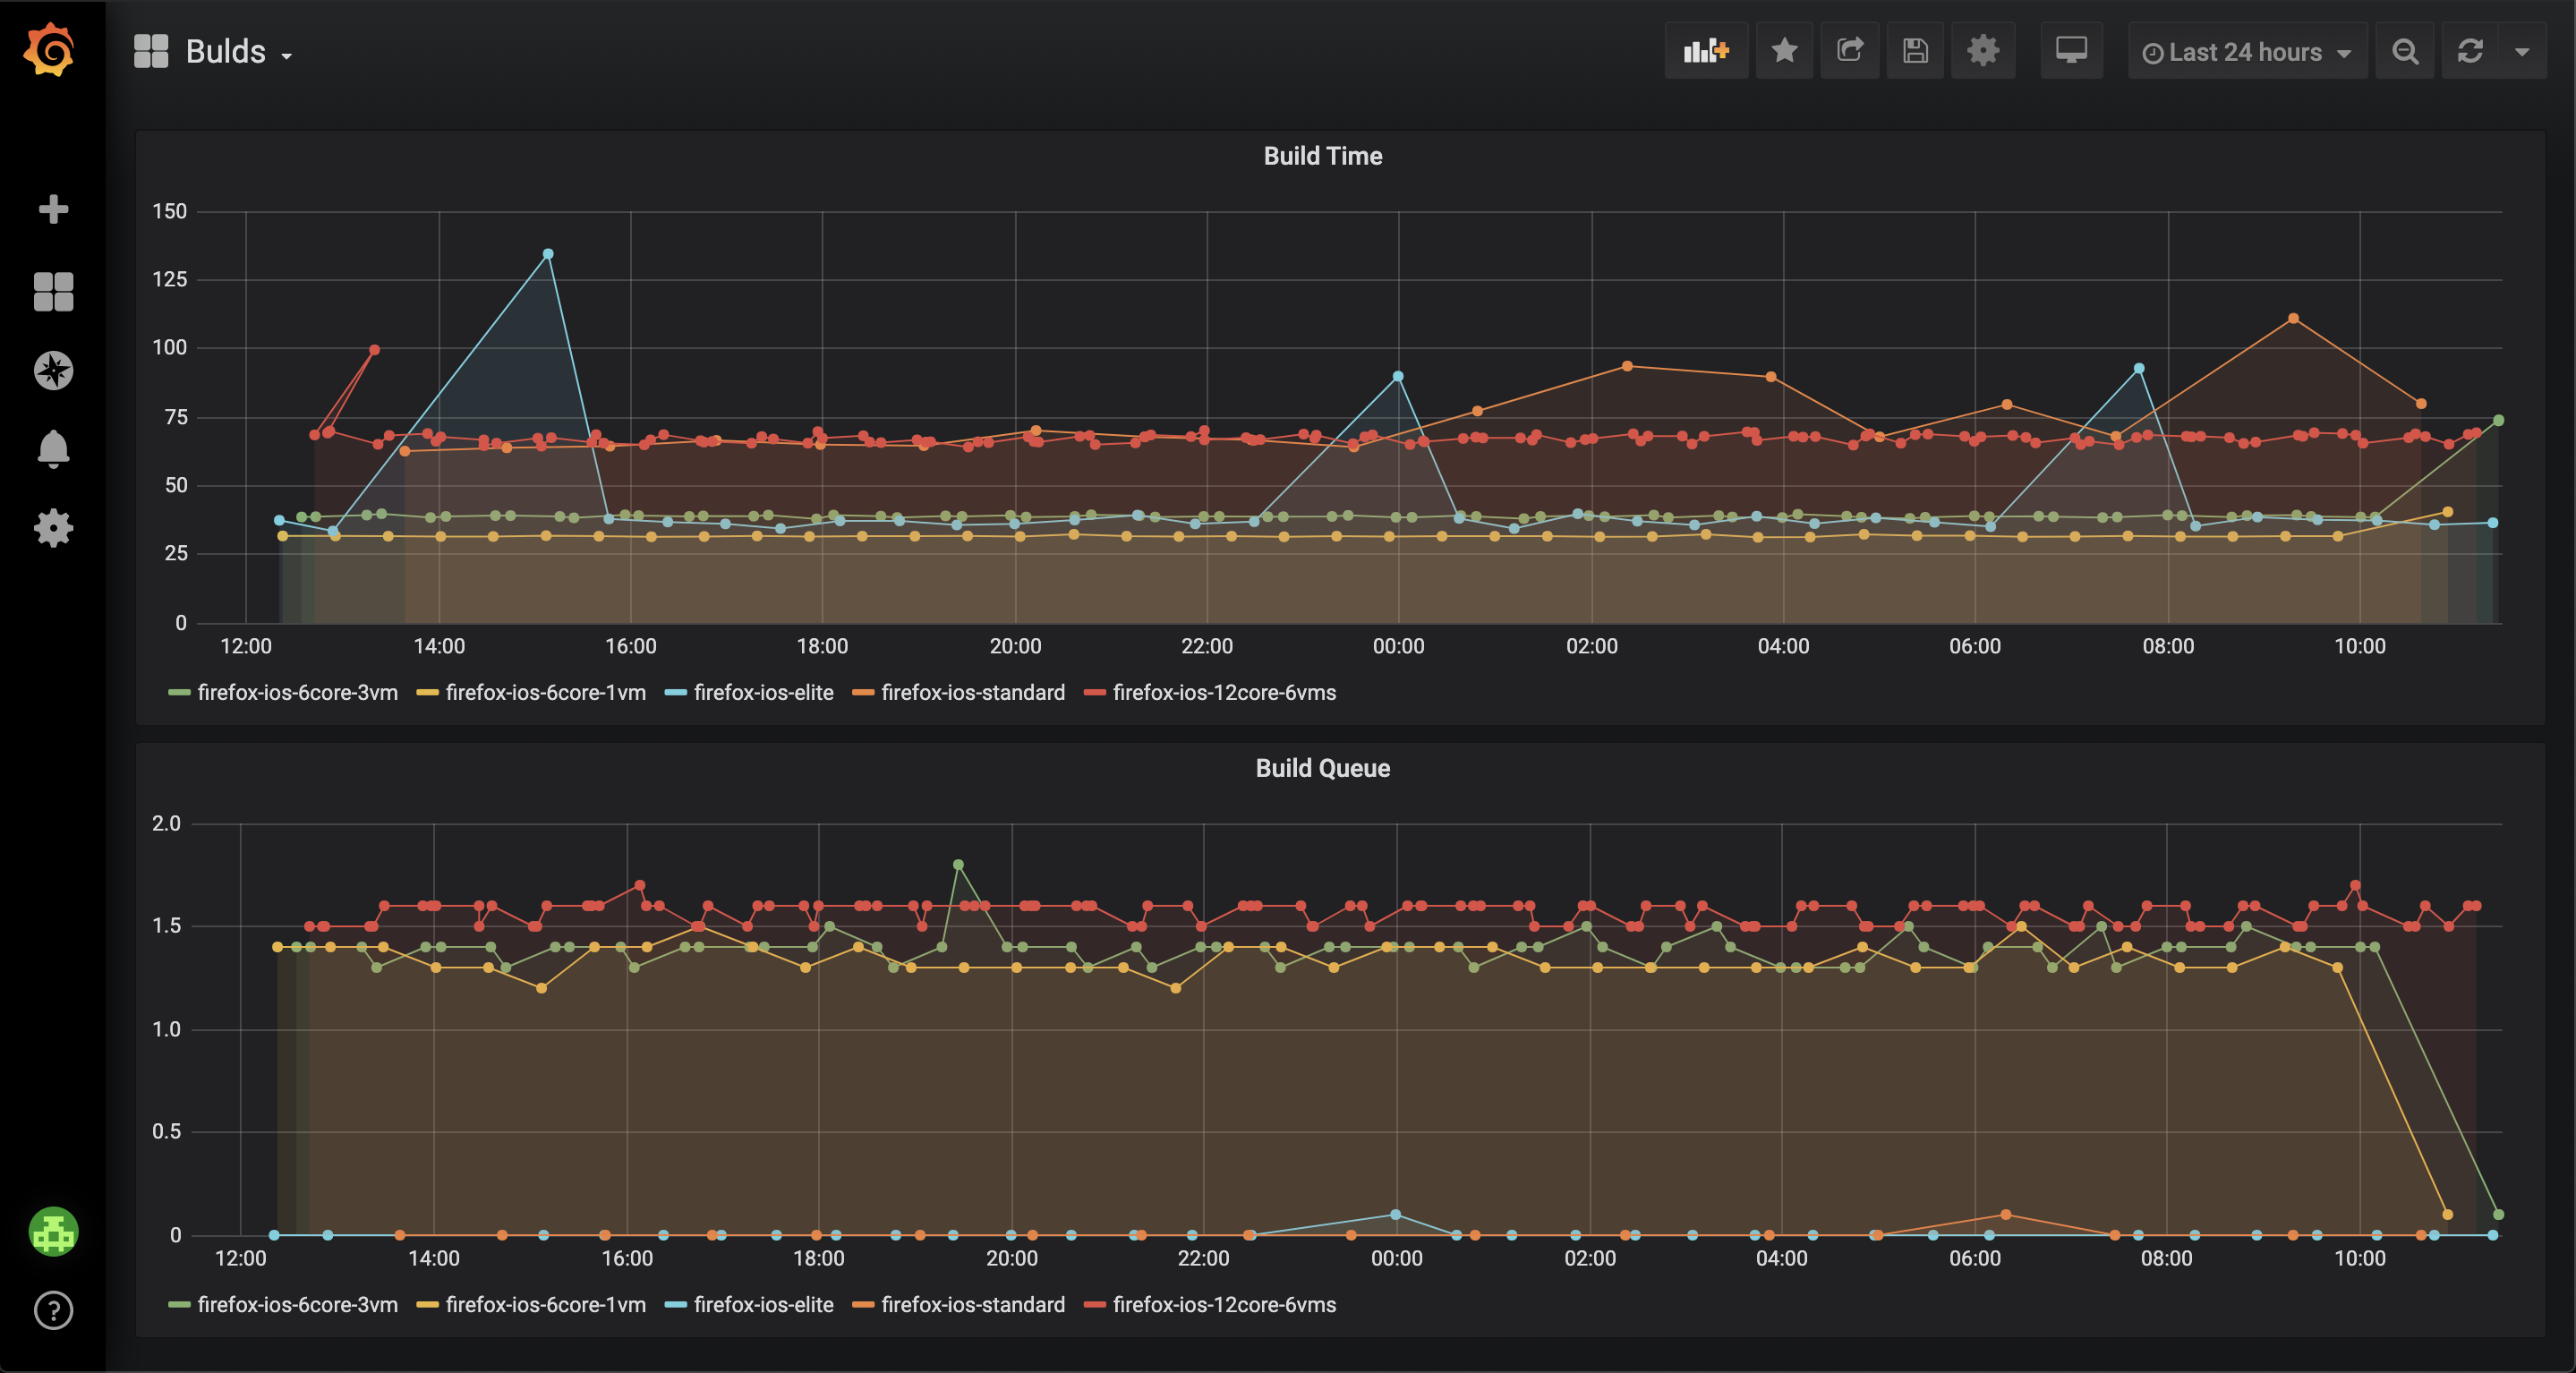 Bulds
Last 24 hours
Build Time
150
125
100
75
50
25
0
12:00 14:00 16:00 18:00 20:00 22:00 00:00 02:00 04:00 06:00 08:00 10:00
firefox-ios-6core-3vm firefox-ios-6core-1vm firefox-ios-elite firefox-ios-standard firefox-ios-12core-6vms
Build Queue
2.0
1.5
1.0
0.5
0
12:00 14:00 16:00 18:00 20:00 22:00 00:00 02:00 04:00 06:00 08:00 10:00
firefox-ios-6core-3vm firefox-ios-6core-1vm firefox-ios-elite firefox-ios-standard firefox-ios-12core-6vms